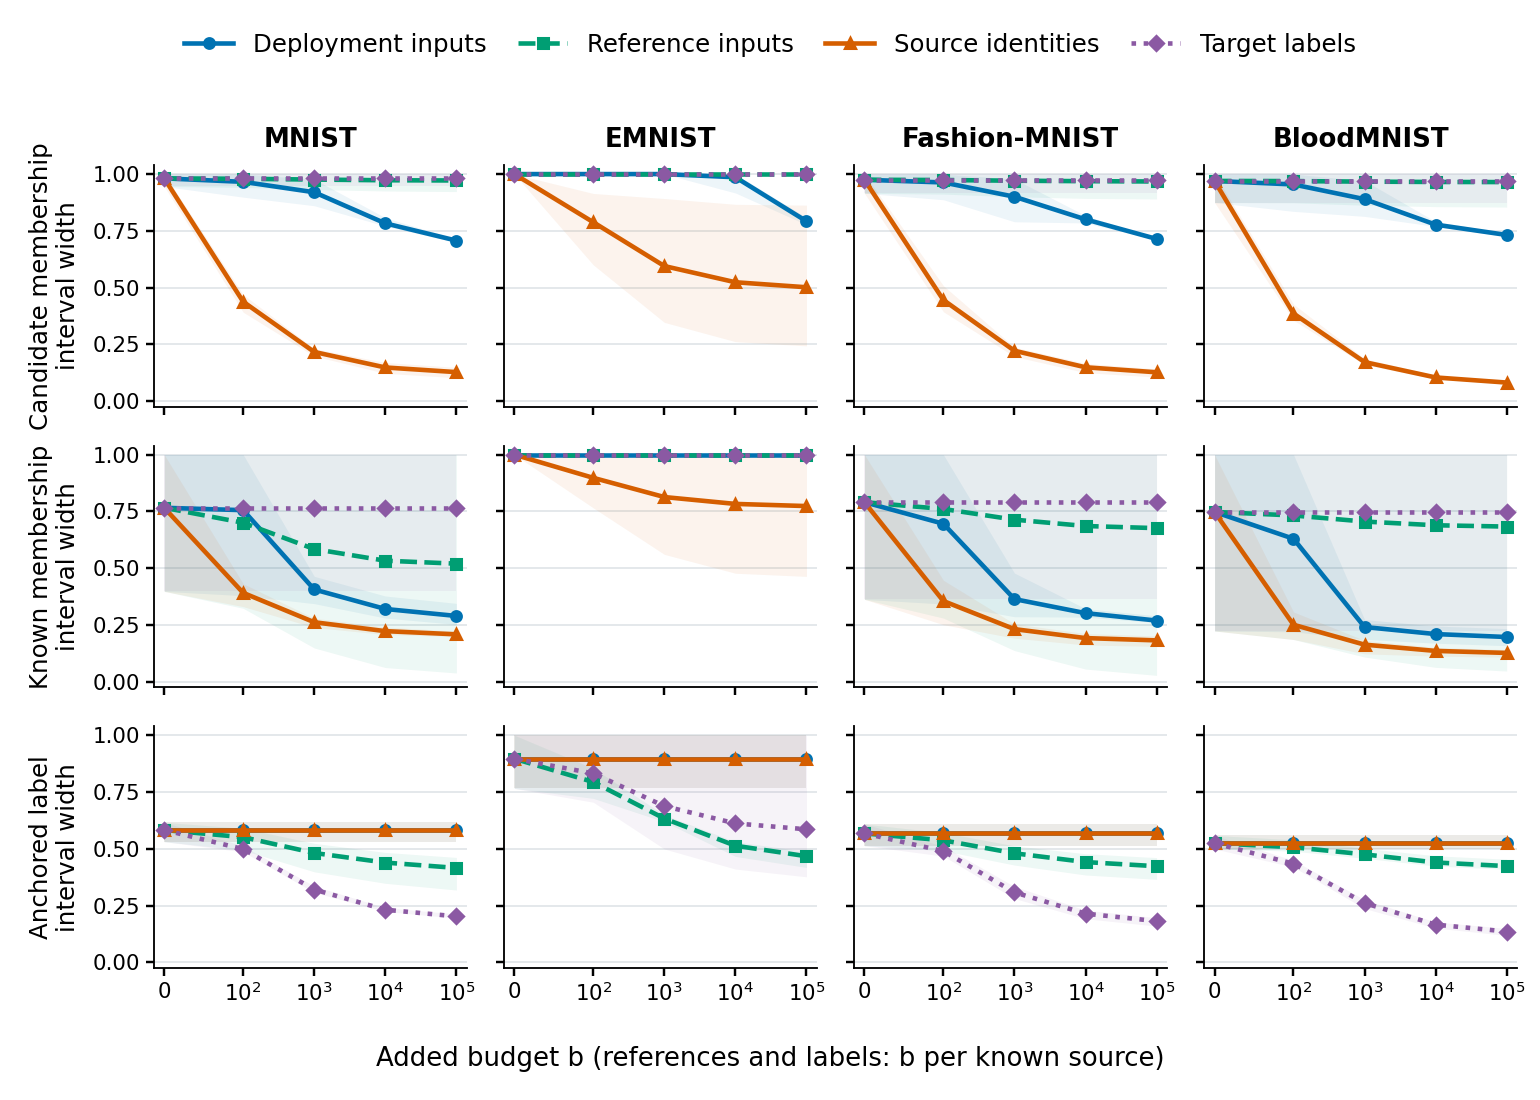 Deployment inputs Reference inputs Source identities Target labels
MNIST EMNIST Fashion-MNIST BloodMNIST
Candidate membership
interval width
1.00
0.75
0.50
0.25
0.00
Known membership
interval width
1.00
0.75
0.50
0.25
0.00
Anchored label
interval width
1.00
0.75
0.50
0.25
0.00
0 10² 10³ 10⁴ 10⁵ 0 10² 10³ 10⁴ 10⁵ 0 10² 10³ 10⁴ 10⁵ 0 10² 10³ 10⁴ 10⁵
Added budget b (references and labels: b per known source)